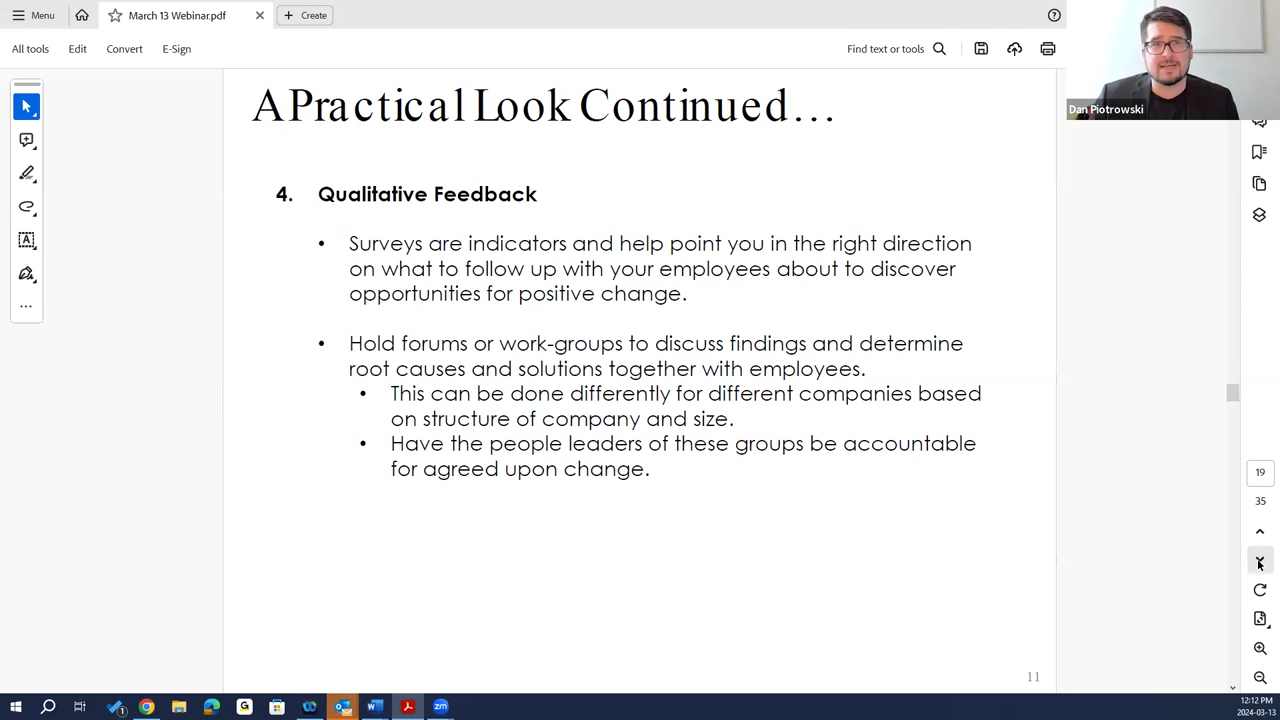 Menu
March 13 Webinar.pdf
Create
All tools
Edit
Convert
E-Sign
Find text or tools
Dan Piotrowski
A Practical Look Continued...
4. Qualitative Feedback
• Surveys are indicators and help point you in the right direction
on what to follow up with your employees about to discover
opportunities for positive change.
• Hold forums or work-groups to discuss findings and determine
root causes and solutions together with employees.
• This can be done differently for different companies based
on structure of company and size.
• Have the people leaders of these groups be accountable
for agreed upon change.
19
35
11
12:12 PM
2024-03-13